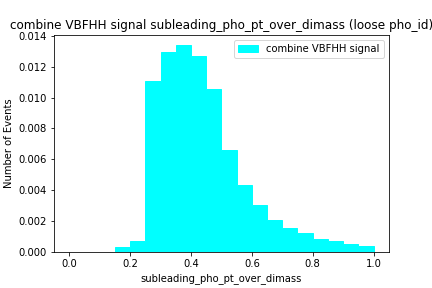 combine VBFHH signal subleading_pho_pt_over_dimass (loose pho_id)
combine VBFHH signal
Number of Events
0.014
0.012
0.010
0.008
0.006
0.004
0.002
0.000
0.0 0.2 0.4 0.6 0.8 1.0
subleading_pho_pt_over_dimass